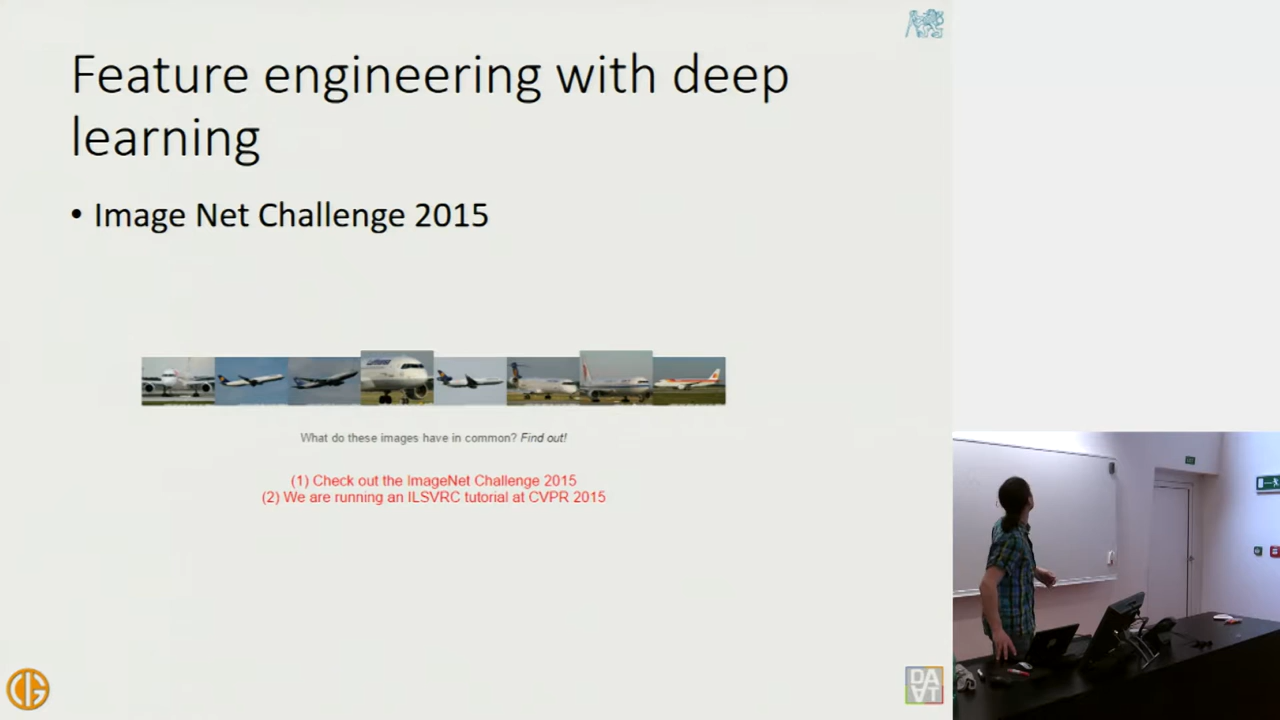 Feature engineering with deep
learning
• Image Net Challenge 2015
What do these images have in common? Find out!
(1) Check out the ImageNet Challenge 2015
(2) We are running an ILSVRC tutorial at CVPR 2015
DA